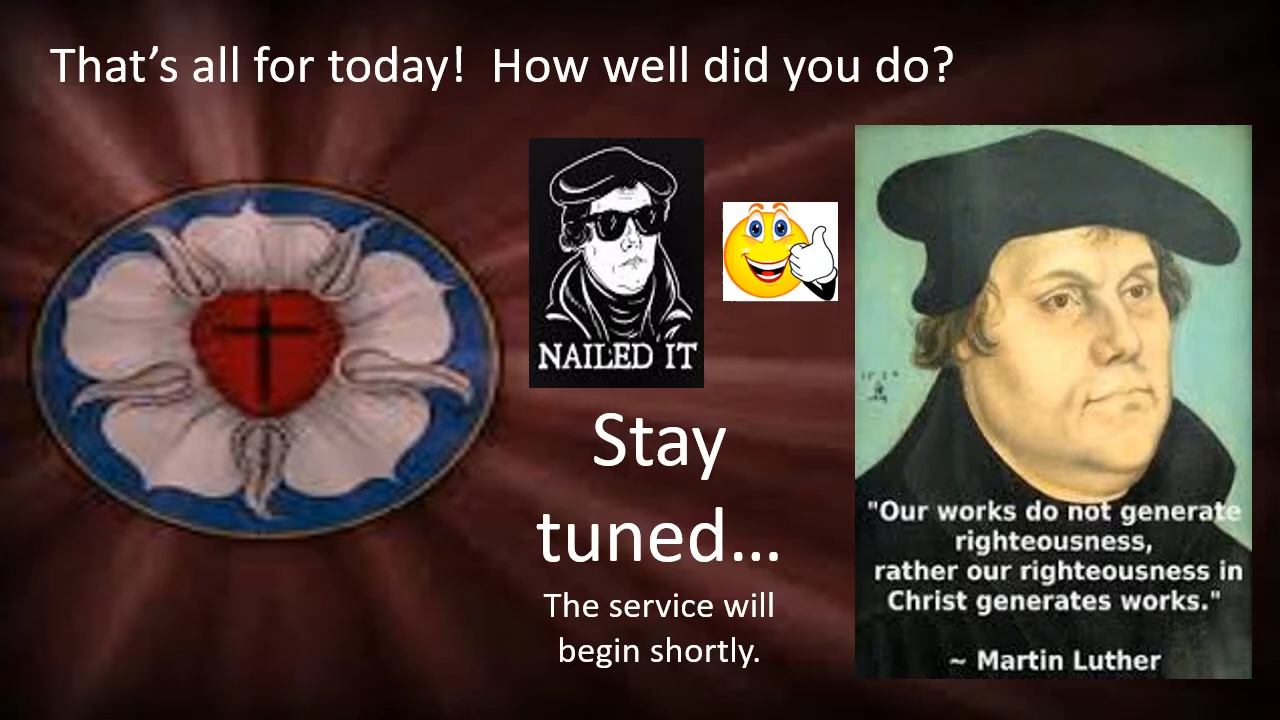 That's all for today!  How well did you do?
NAILED IT
Stay
tuned...
The service will
begin shortly.
"Our works do not generate
righteousness,
rather our righteousness in
Christ generates works."
~ Martin Luther